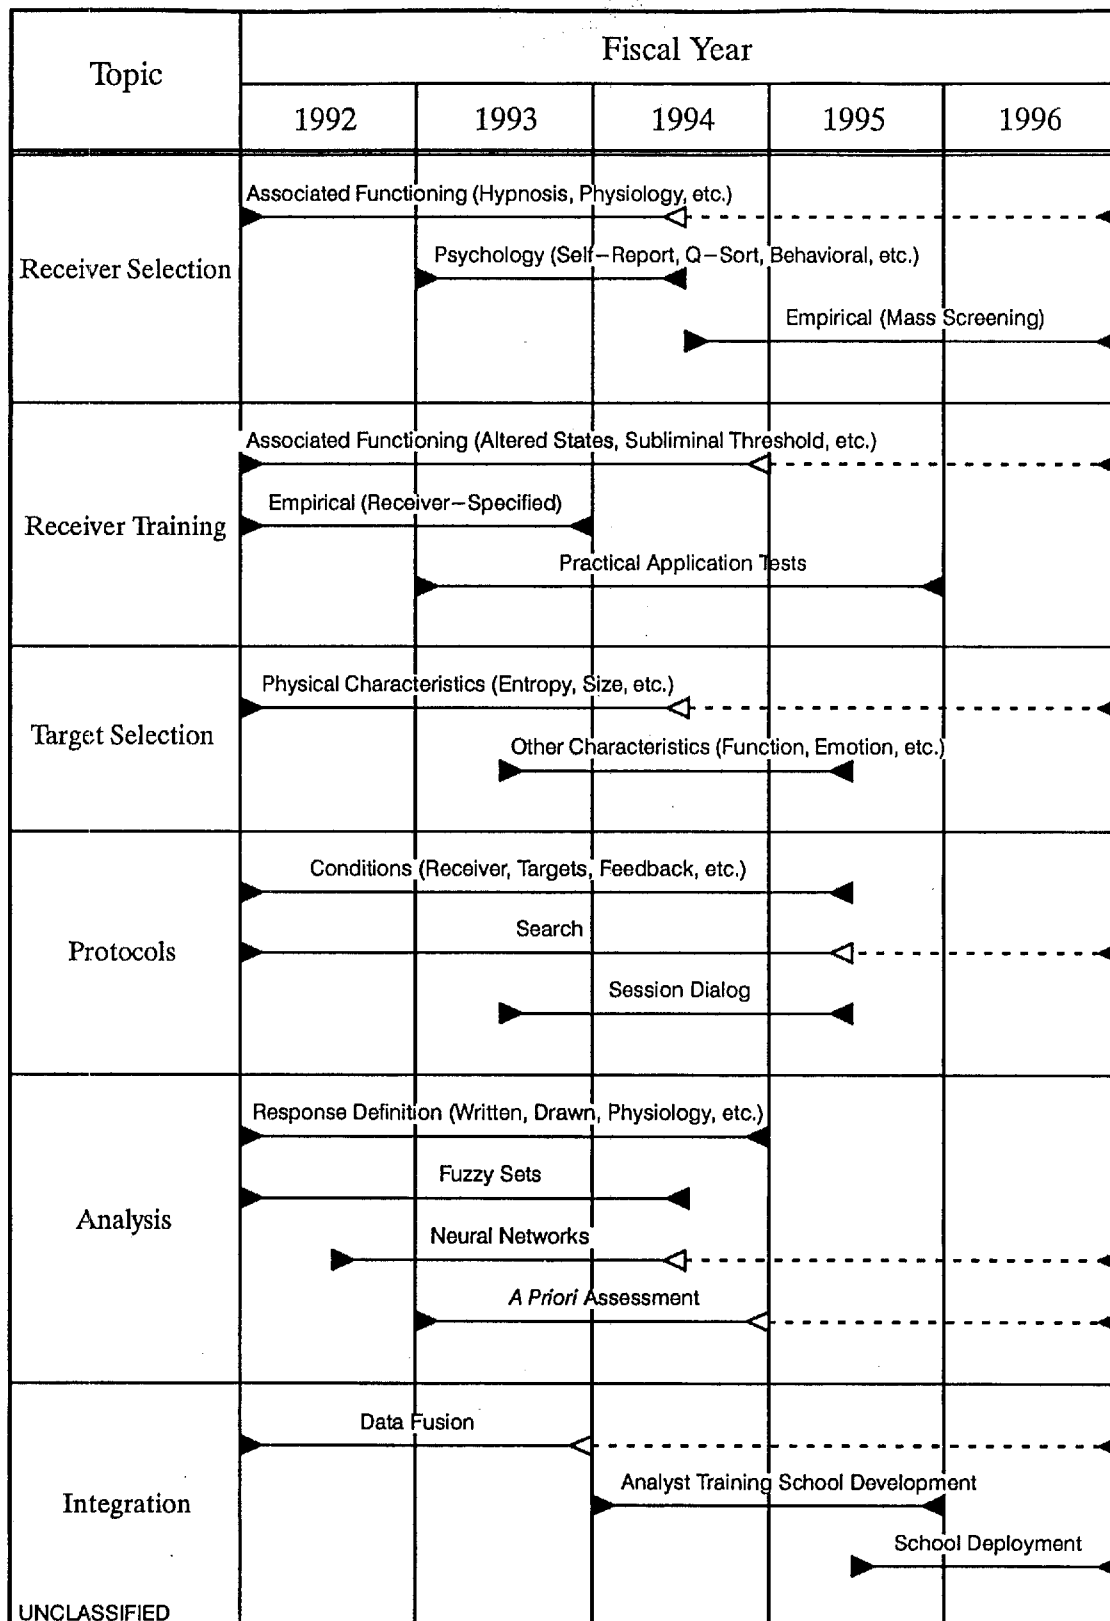 Topic
Fiscal Year
1992 1993 1994 1995 1996
Receiver Selection
Associated Functioning (Hypnosis, Physiology, etc.)
Psychology (Self-Report, Q-Sort, Behavioral, etc.)
Empirical (Mass Screening)
Receiver Training
Associated Functioning (Altered States, Subliminal Threshold, etc.)
Empirical (Receiver-Specified)
Practical Application Tests
Target Selection
Physical Characteristics (Entropy, Size, etc.)
Other Characteristics (Function, Emotion, etc.)
Protocols
Conditions (Receiver, Targets, Feedback, etc.)
Search
Session Dialog
Analysis
Response Definition (Written, Drawn, Physiology, etc.)
Fuzzy Sets
Neural Networks
A Priori Assessment
Integration
Data Fusion
Analyst Training School Development
School Deployment
UNCLASSIFIED